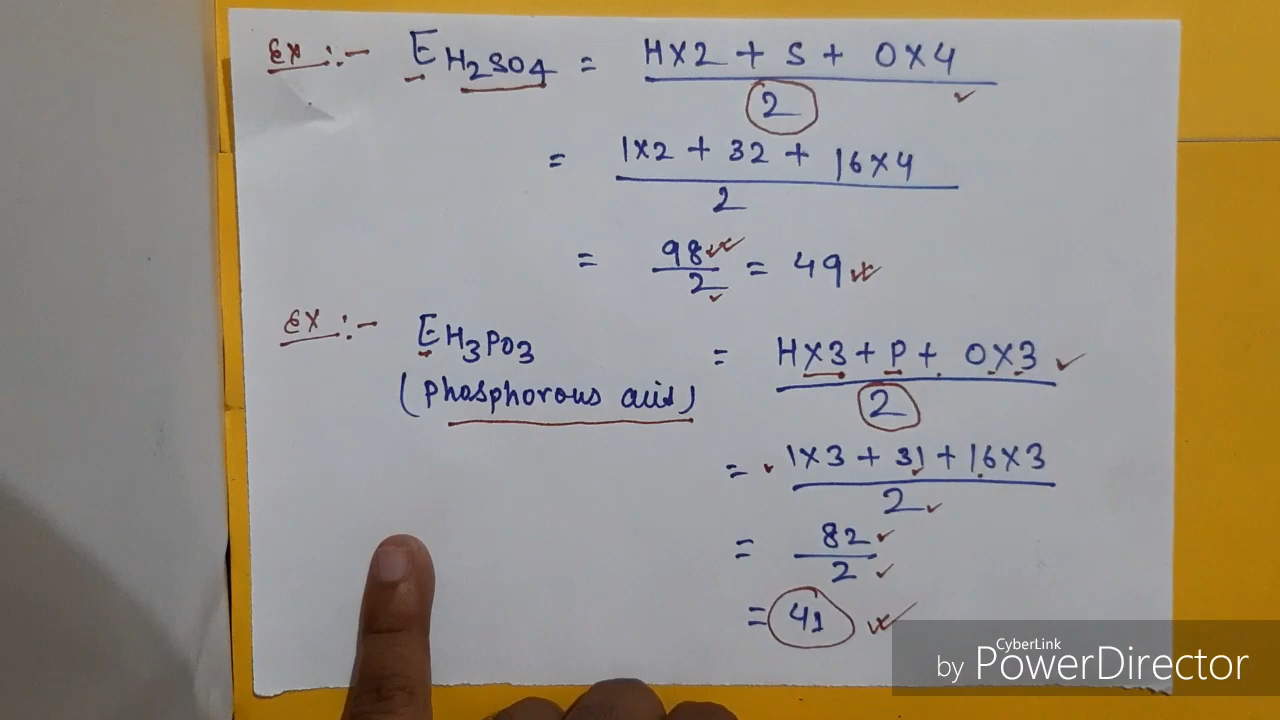 Ex :- E H2SO4 = H×2 + S + O×4
2
= 1×2 + 32 + 16×4
2
= 98
2 = 49
Ex :- E H3PO3 = H×3 + P + O×3
(Phosphorous acid) 2
= 1×3 + 31 + 16×3
2
= 82
2
= 41
CyberLink
by PowerDirector